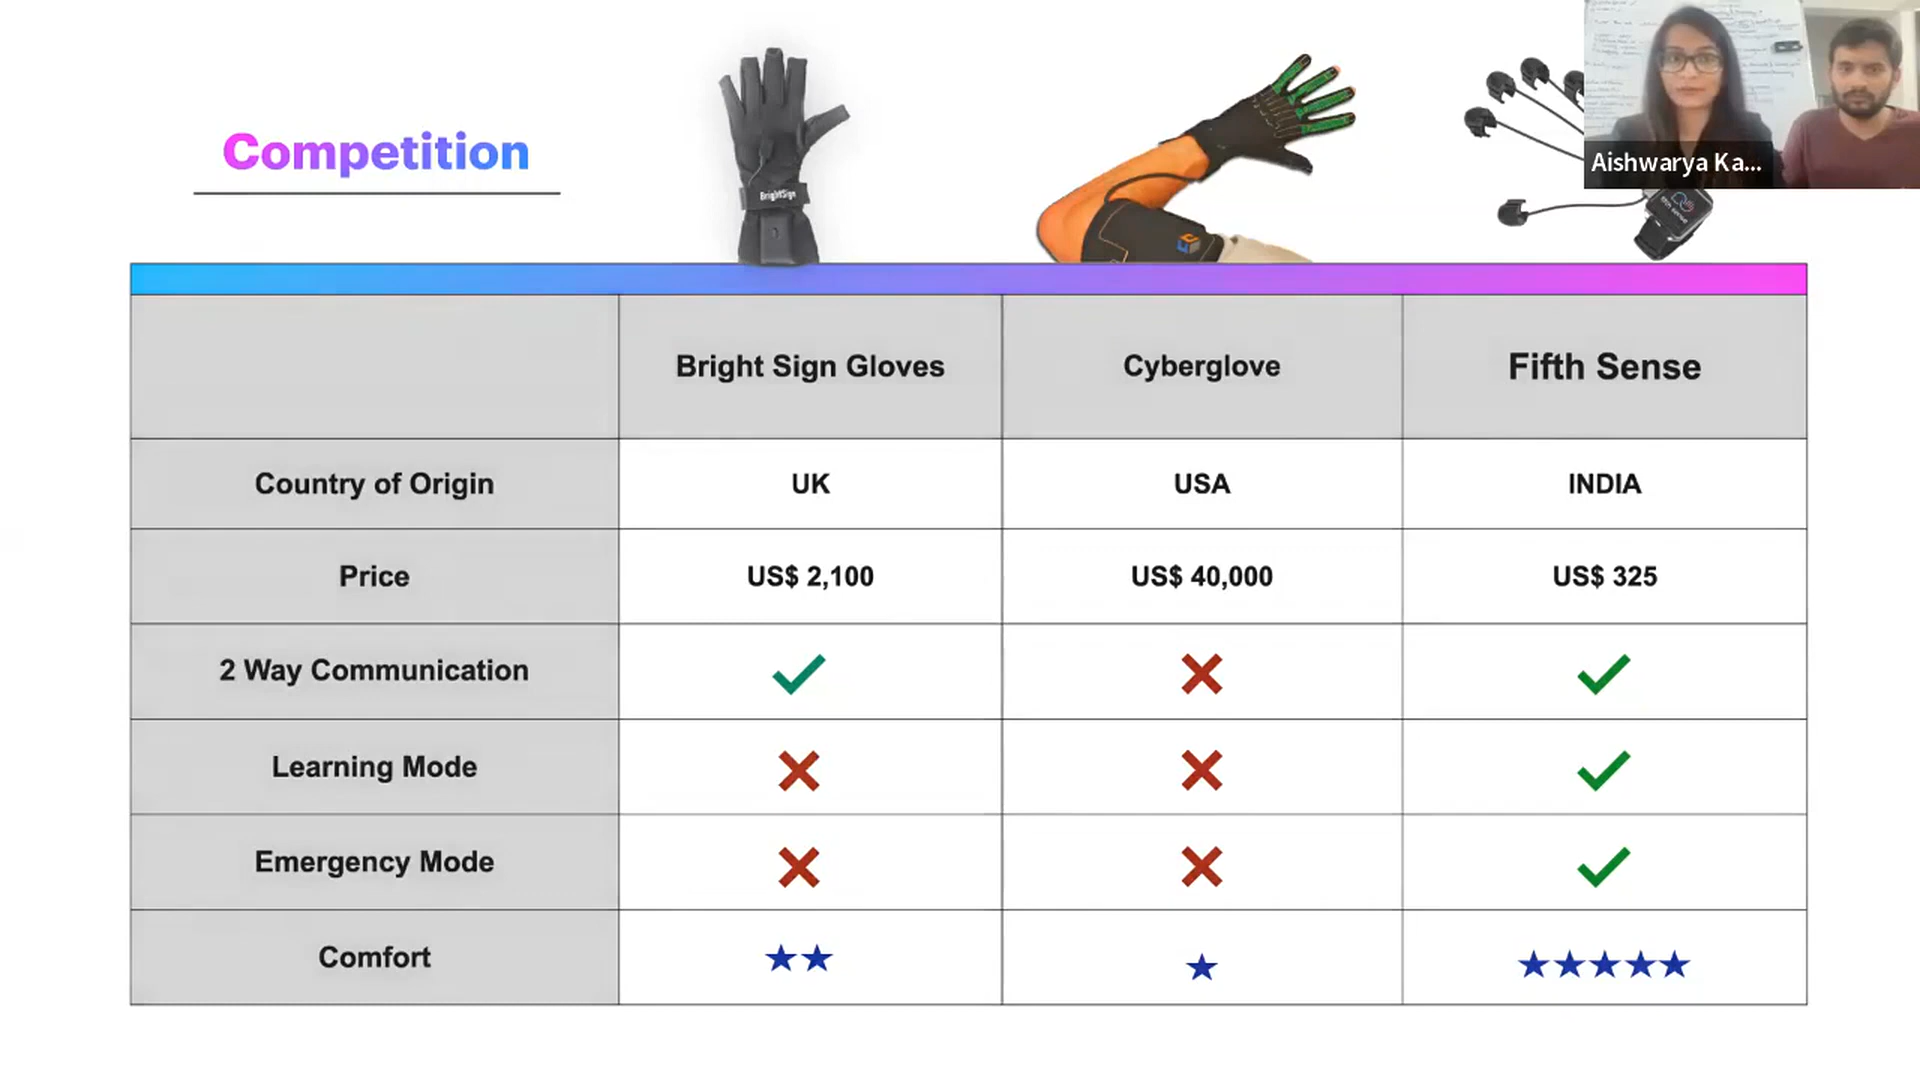 Competition
BrightSign
Aishwarya Ka...
Bright Sign Gloves
Cyberglove
Fifth Sense
Country of Origin
UK
USA
INDIA
Price
US$ 2,100
US$ 40,000
US$ 325
2 Way Communication
Learning Mode
Emergency Mode
Comfort